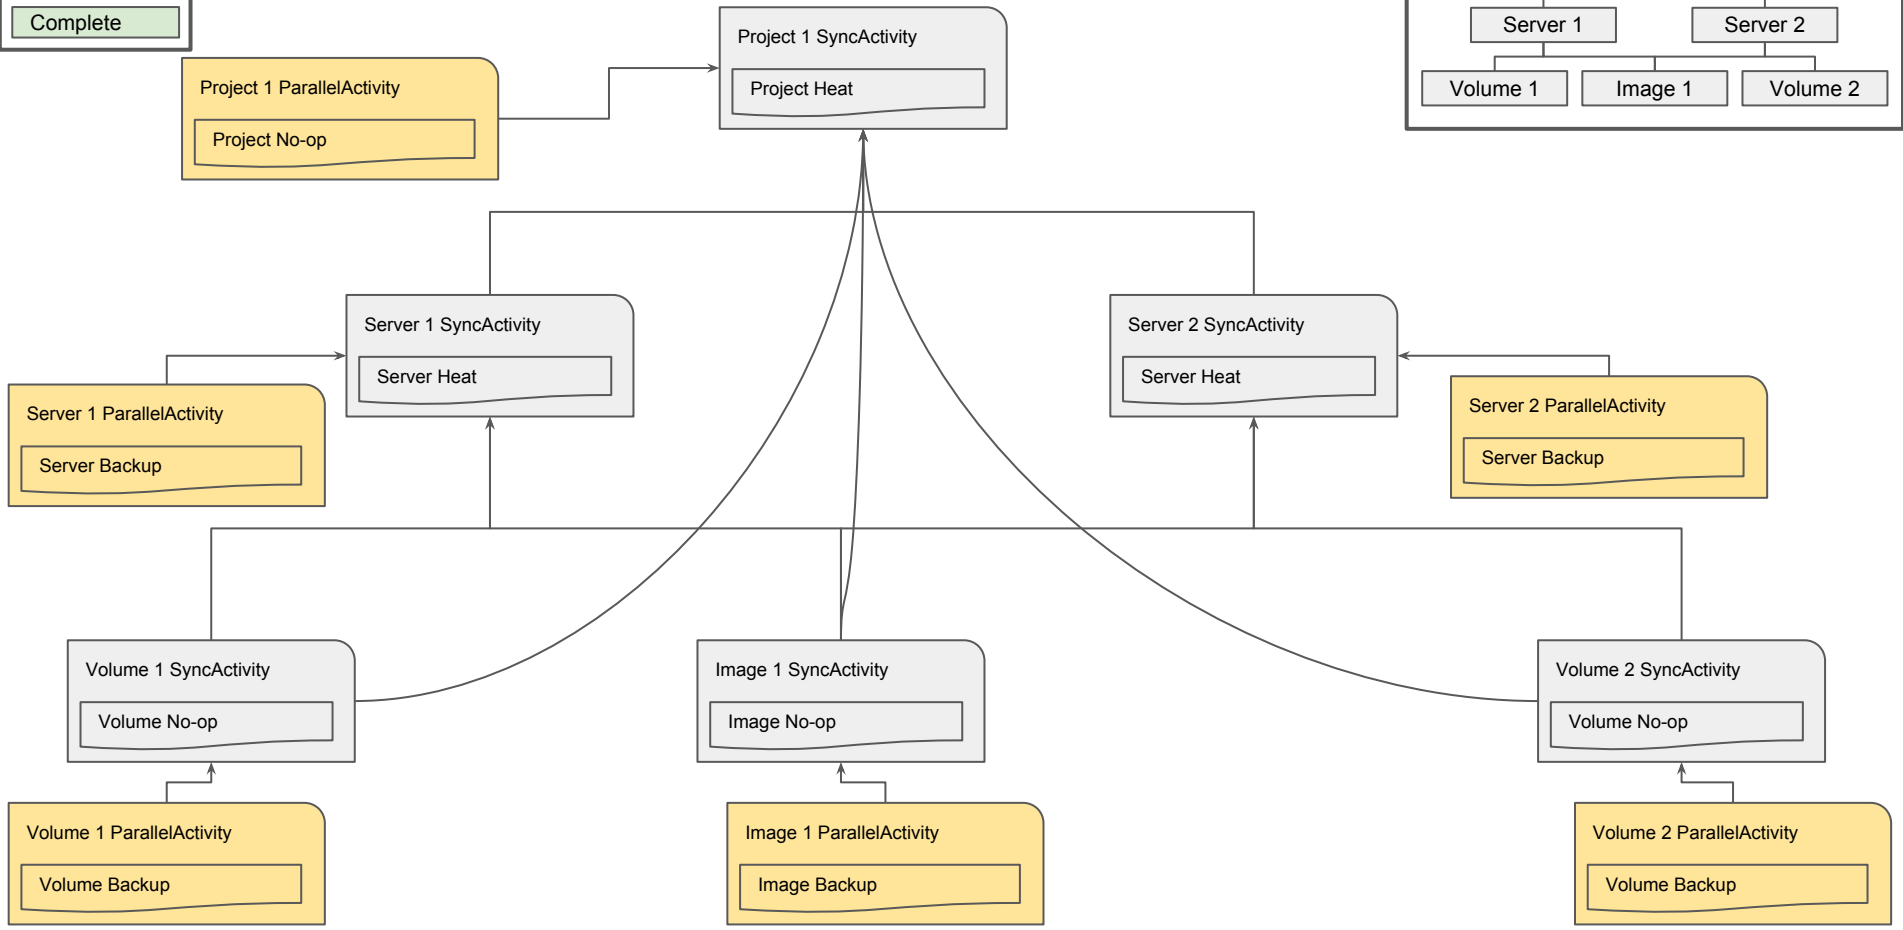 Complete
Server 1
Server 2
Volume 1
Image 1
Volume 2
Project 1 SyncActivity
Project Heat
Project 1 ParallelActivity
Project No-op
Server 1 SyncActivity
Server Heat
Server 2 SyncActivity
Server Heat
Server 1 ParallelActivity
Server Backup
Server 2 ParallelActivity
Server Backup
Volume 1 SyncActivity
Volume No-op
Image 1 SyncActivity
Image No-op
Volume 2 SyncActivity
Volume No-op
Volume 1 ParallelActivity
Volume Backup
Image 1 ParallelActivity
Image Backup
Volume 2 ParallelActivity
Volume Backup